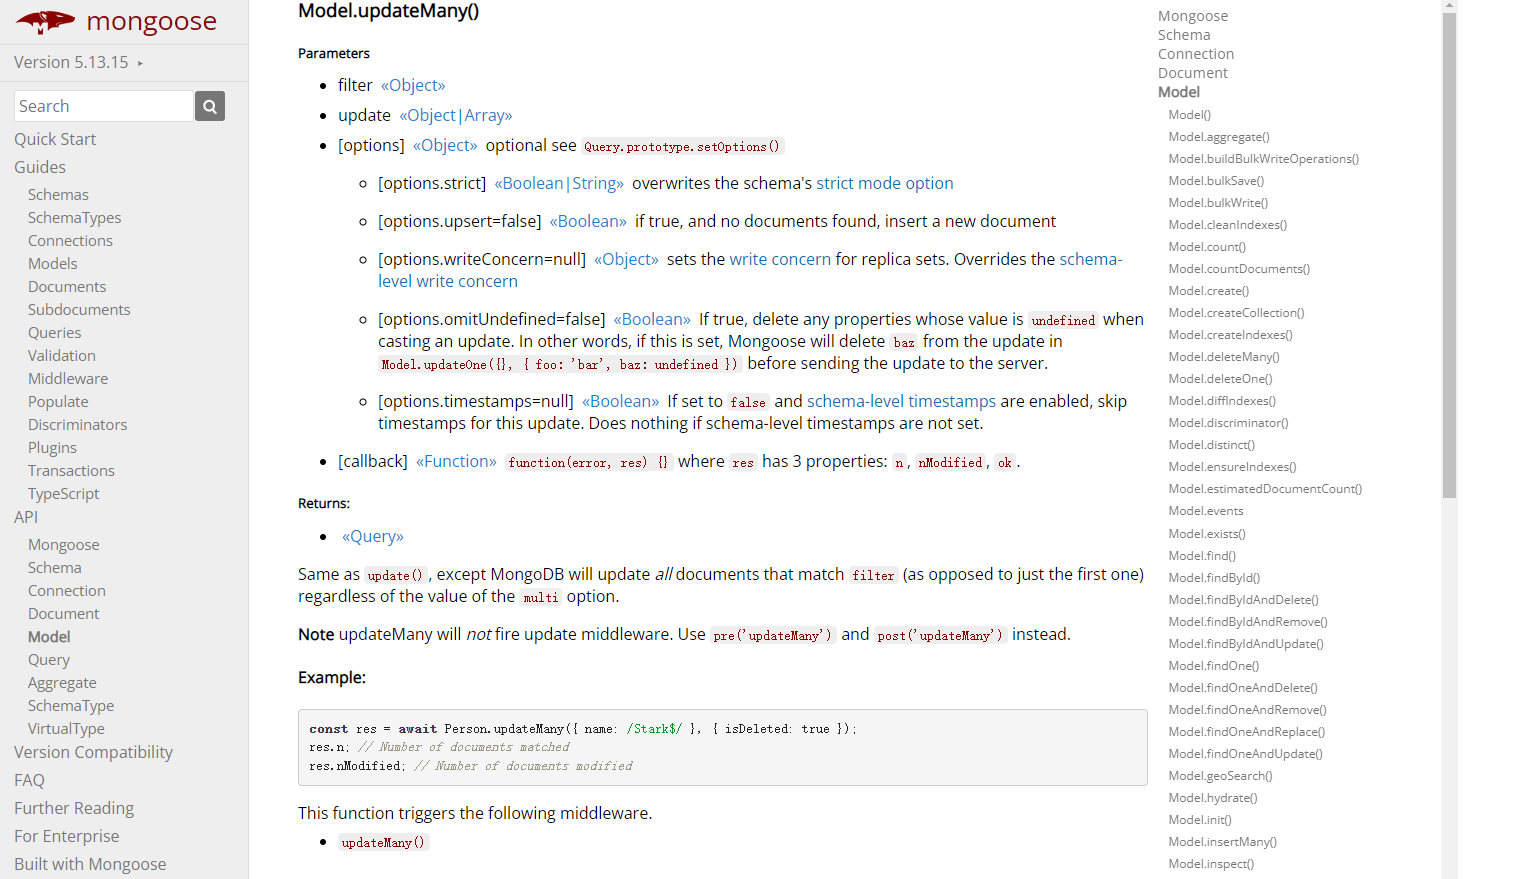 mongoose
Version 5.13.15 ▸
Search
Quick Start
Guides
Schemas
SchemaTypes
Connections
Models
Documents
Subdocuments
Queries
Validation
Middleware
Populate
Discriminators
Plugins
Transactions
TypeScript
API
Mongoose
Schema
Connection
Document
Model
Query
Aggregate
SchemaType
VirtualType
Version Compatibility
FAQ
Further Reading
For Enterprise
Built with Mongoose
Model.updateMany()
Parameters
filter «Object»
update «Object|Array»
[options] «Object» optional see Query.prototype.setOptions()
[options.strict] «Boolean|String» overwrites the schema's strict mode option
[options.upsert=false] «Boolean» if true, and no documents found, insert a new document
[options.writeConcern=null] «Object» sets the write concern for replica sets. Overrides the schema-
level write concern
[options.omitUndefined=false] «Boolean» If true, delete any properties whose value is undefined when
casting an update. In other words, if this is set, Mongoose will delete baz from the update in
Model.updateOne({}, { foo: 'bar', baz: undefined }) before sending the update to the server.
[options.timestamps=null] «Boolean» If set to false and schema-level timestamps are enabled, skip
timestamps for this update. Does nothing if schema-level timestamps are not set.
[callback] «Function» function(error, res) {} where res has 3 properties: n, nModified, ok.
Returns:
«Query»
Same as update(), except MongoDB will update all documents that match filter (as opposed to just the first one)
regardless of the value of the multi option.
Note updateMany will not fire update middleware. Use pre('updateMany') and post('updateMany') instead.
Example:
const res = await Person.updateMany({ name: /Stark$/ }, { isDeleted: true });
res.n; // Number of documents matched
res.nModified; // Number of documents modified
This function triggers the following middleware.
updateMany()
Mongoose
Schema
Connection
Document
Model
Model()
Model.aggregate()
Model.buildBulkWriteOperations()
Model.bulkSave()
Model.bulkWrite()
Model.cleanIndexes()
Model.count()
Model.countDocuments()
Model.create()
Model.createCollection()
Model.createIndexes()
Model.deleteMany()
Model.deleteOne()
Model.diffIndexes()
Model.discriminator()
Model.distinct()
Model.ensureIndexes()
Model.estimatedDocumentCount()
Model.events
Model.exists()
Model.find()
Model.findById()
Model.findByIdAndDelete()
Model.findByIdAndRemove()
Model.findByIdAndUpdate()
Model.findOne()
Model.findOneAndDelete()
Model.findOneAndRemove()
Model.findOneAndReplace()
Model.findOneAndUpdate()
Model.geoSearch()
Model.hydrate()
Model.init()
Model.insertMany()
Model.inspect()